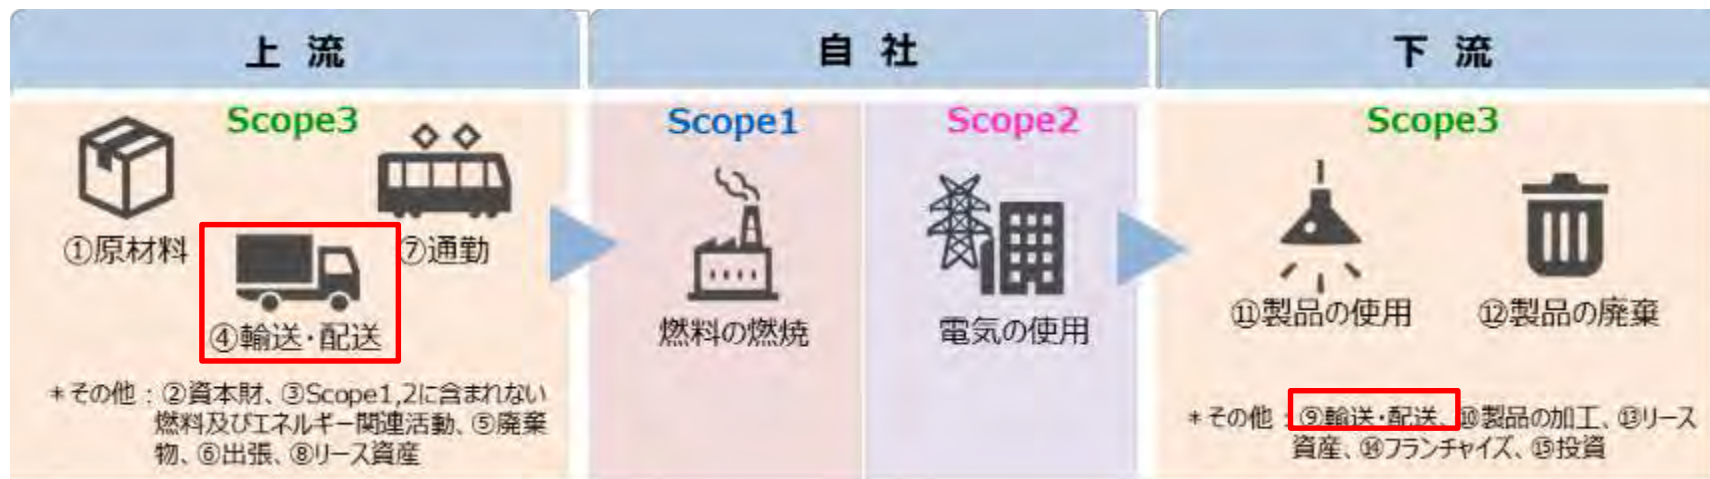 上 流
自 社
下 流
Scope3
①原材料
④輸送・配送
⑦通勤
*その他:②資本財、③Scope1,2に含まれない
燃料及びエネルギー関連活動、⑤廃棄
物、⑥出張、⑧リース資産
Scope1
燃料の燃焼
Scope2
電気の使用
Scope3
⑪製品の使用
⑫製品の廃棄
*その他:⑨輸送・配送、⑩製品の加工、⑬リース
資産、⑭フランチャイズ、⑮投資